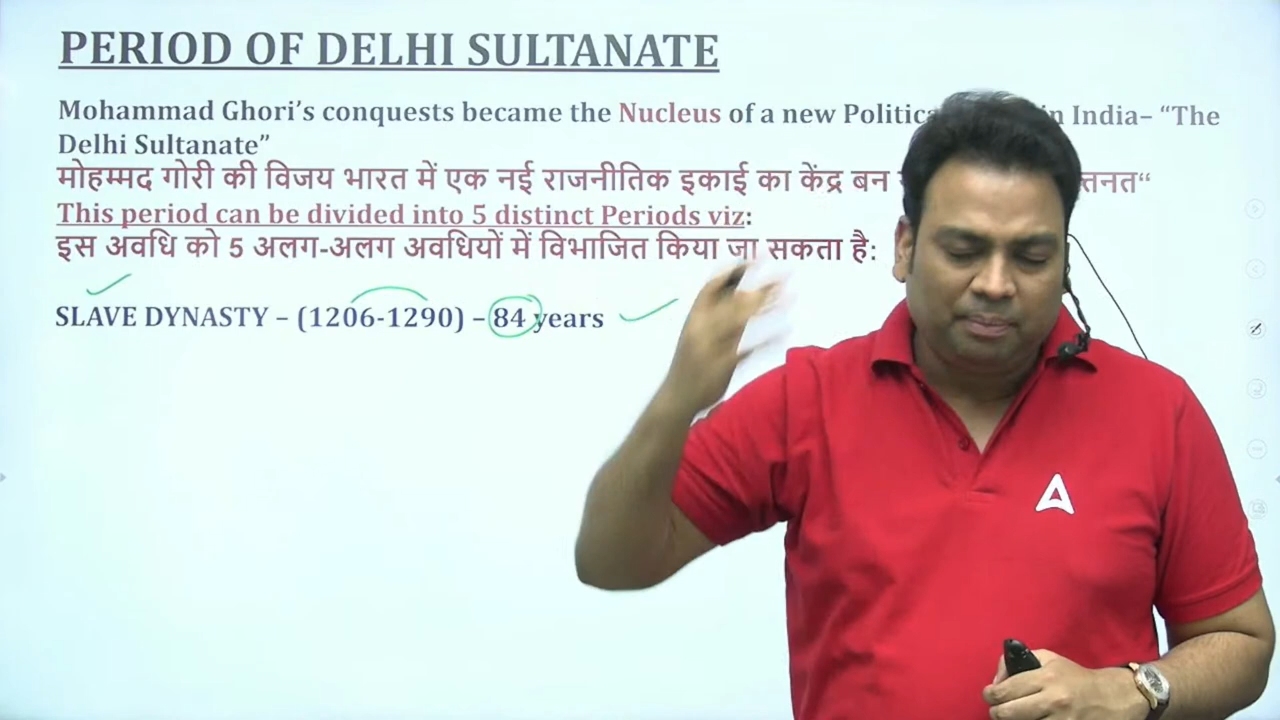 PERIOD OF DELHI SULTANATE
Mohammad Ghori's conquests became the Nucleus of a new in India– “The
Delhi Sultanate”
मोहम्मद गोरी की विजय भारत में एक नई राजनीतिक इकाई का केंद्र बन
This period can be divided into 5 distinct Periods viz:
इस अवधि को 5 अलग-अलग अवधियों में विभाजित किया जा सकता है:
SLAVE DYNASTY – (1206-1290) – 84 years